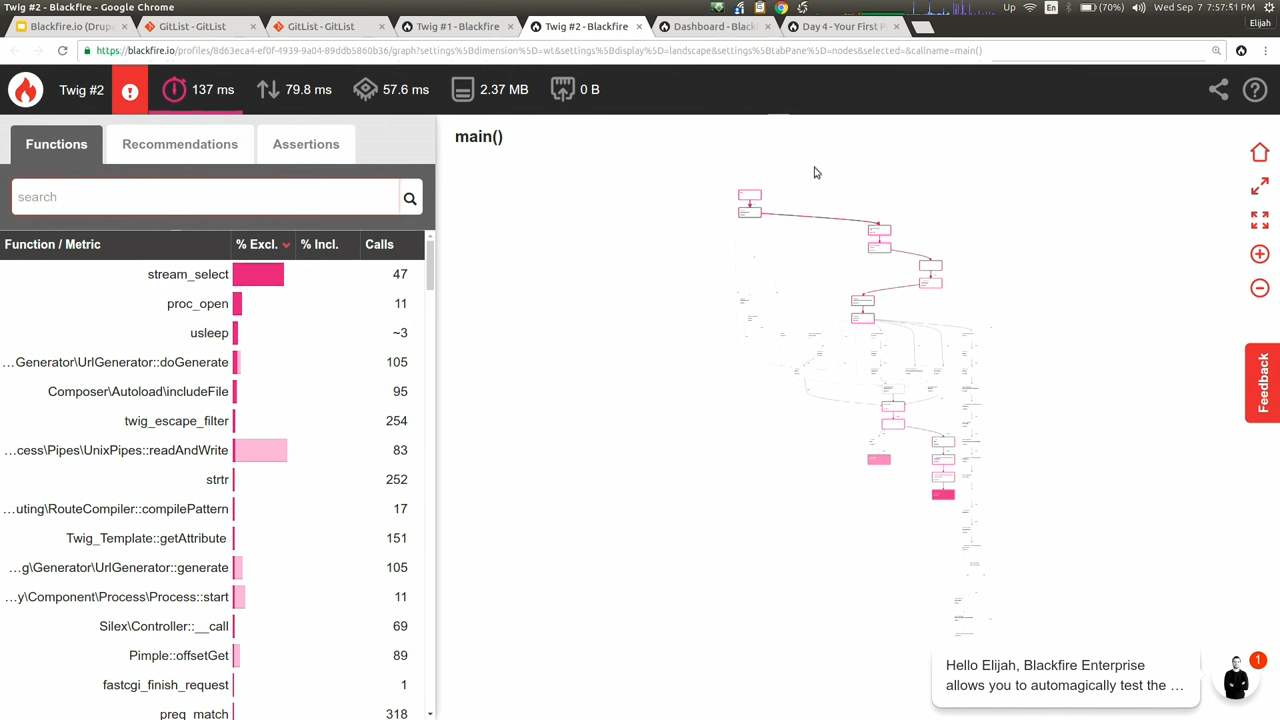 Twig #2 - Blackfire - Google Chrome
Up
En
(70%)
Wed Sep 7 7:57:51 PM
Elijah
Blackfire.io (Drupa
GitList - GitList
GitList - GitList
Twig #1 - Blackfire
Twig #2 - Blackfire
Dashboard - Black
Day 4 - Your First P
https://blackfire.io/profiles/8d63eca4-ef0f-4939-9a04-89ddb5860b36/graph?settings%5Bdimension%5D=wt&settings%5Bdisplay%5D=landscape&settings%5BtabPane%5D=nodes&selected=&callname=main()
Twig #2
137 ms
79.8 ms
57.6 ms
2.37 MB
0 B
Functions
Recommendations
Assertions
main()
search
Function / Metric
% Excl.
% Incl.
Calls
stream_select 47
proc_open 11
usleep ~3
...Generator\UrlGenerator::doGenerate 105
Composer\Autoload\includeFile 95
twig_escape_filter 254
...cess\Pipes\UnixPipes::readAndWrite 83
strtr 252
...uting\RouteCompiler::compilePattern 17
Twig_Template::getAttribute 151
...g\Generator\UrlGenerator::generate 105
...y\Component\Process\Process::start 11
Silex\Controller::__call 69
Pimple::offsetGet 89
fastcgi_finish_request 1
preg_match 318
Feedback
Hello Elijah, Blackfire Enterprise
allows you to automagically test the ...
1